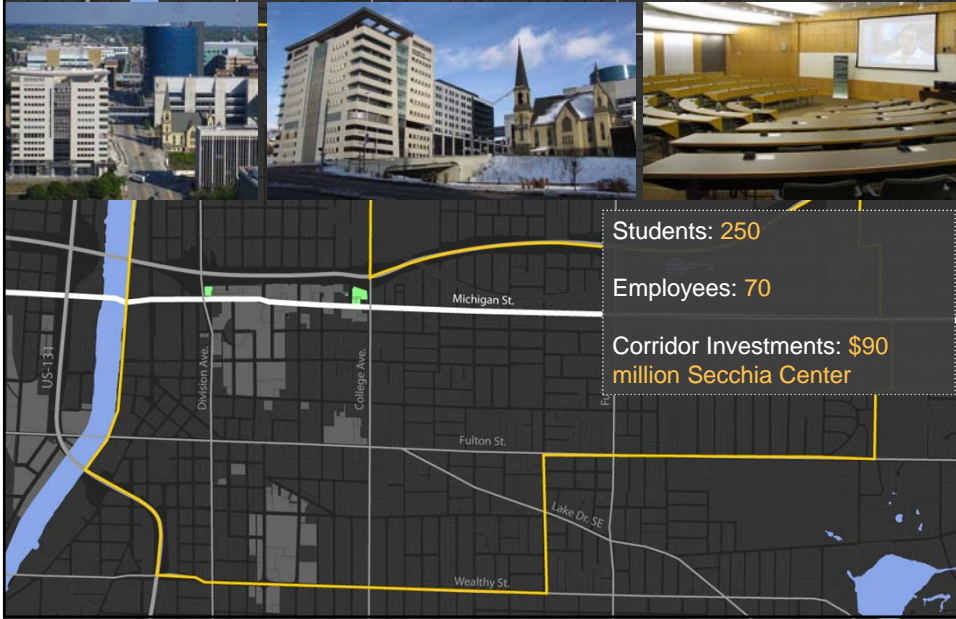 Students: 250
Employees: 70
Corridor Investments: $90
million Secchia Center
Michigan St.
US-131
Division Ave.
College Ave.
Fulton St.
Lake Dr. SE
Wealthy St.